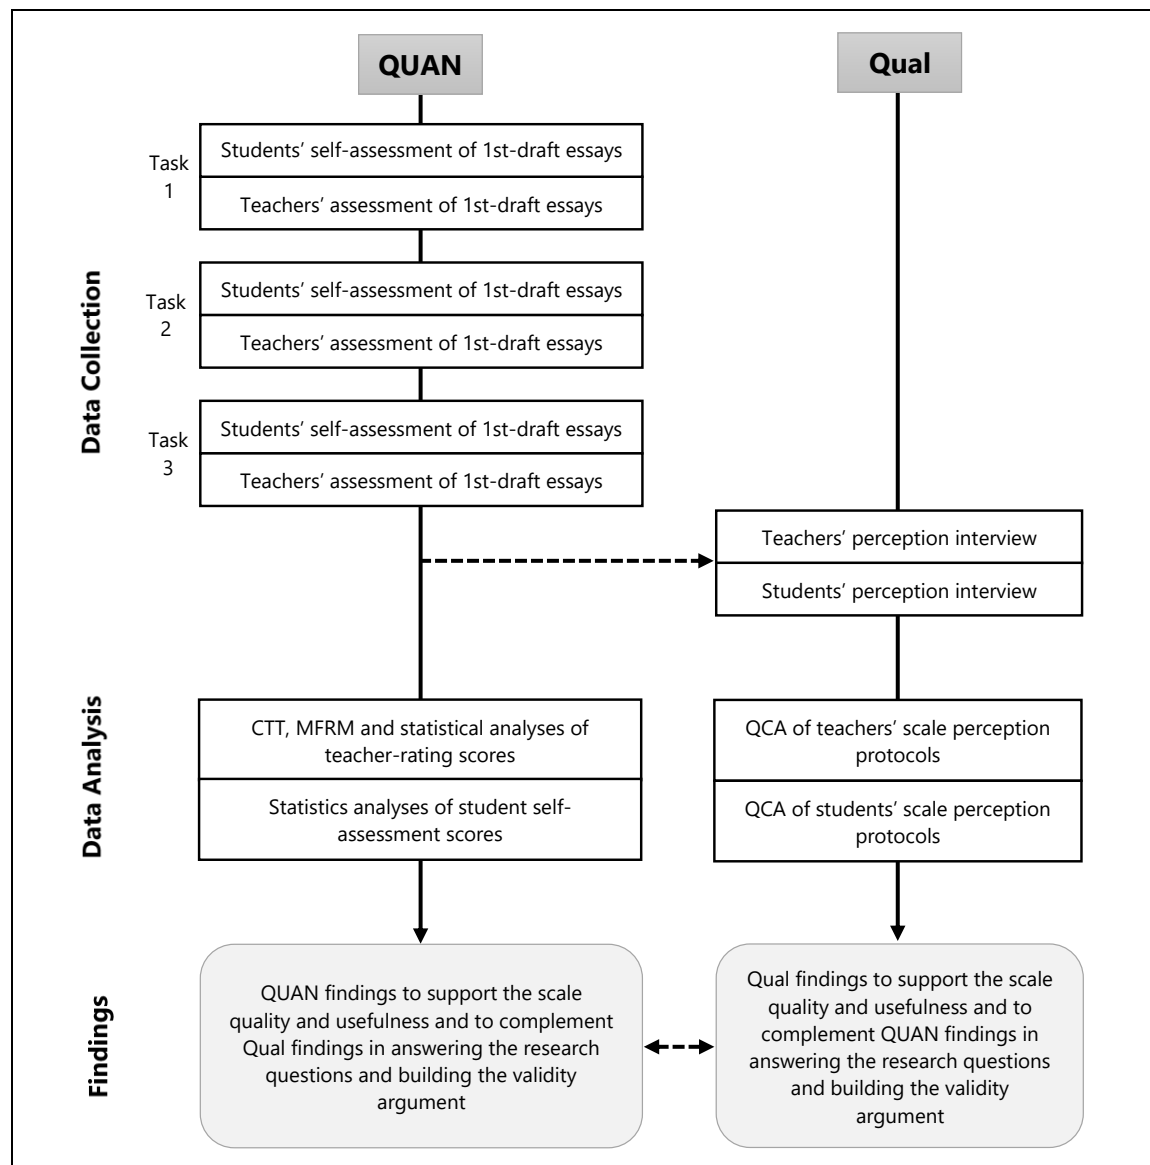 QUAN
Qual
Data Collection
Task
1
Students’ self-assessment of 1st-draft essays
Teachers’ assessment of 1st-draft essays
Task
2
Students’ self-assessment of 1st-draft essays
Teachers’ assessment of 1st-draft essays
Task
3
Students’ self-assessment of 1st-draft essays
Teachers’ assessment of 1st-draft essays
Teachers’ perception interview
Students’ perception interview
Data Analysis
CTT, MFRM and statistical analyses of
teacher-rating scores
Statistics analyses of student self-
assessment scores
QCA of teachers’ scale perception
protocols
QCA of students’ scale perception
protocols
Findings
QUAN findings to support the scale
quality and usefulness and to complement
Qual findings in answering the research
questions and building the validity
argument
Qual findings to support the scale
quality and usefulness and to
complement QUAN findings in
answering the research questions
and building the validity
argument